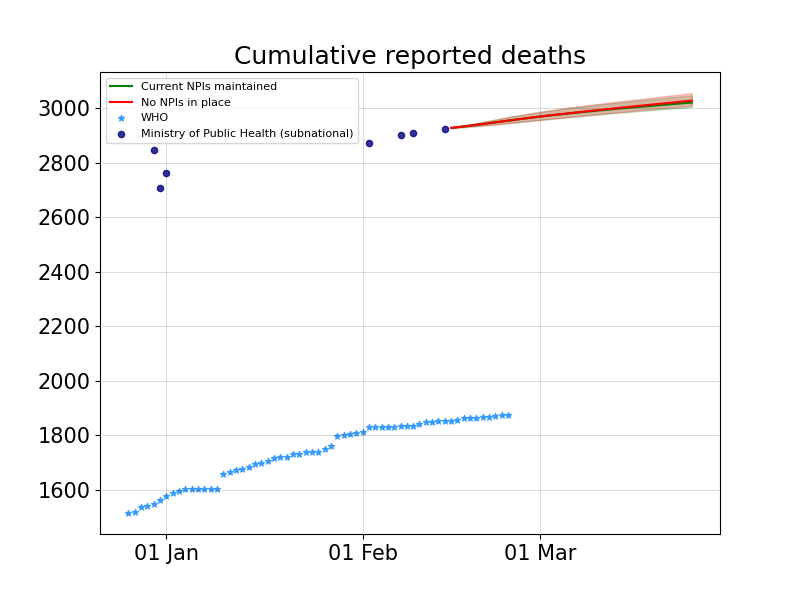 Cumulative reported deaths
Current NPIs maintained
No NPIs in place
WHO
Ministry of Public Health (subnational)
3000
2800
2600
2400
2200
2000
1800
1600
01 Jan
01 Feb
01 Mar